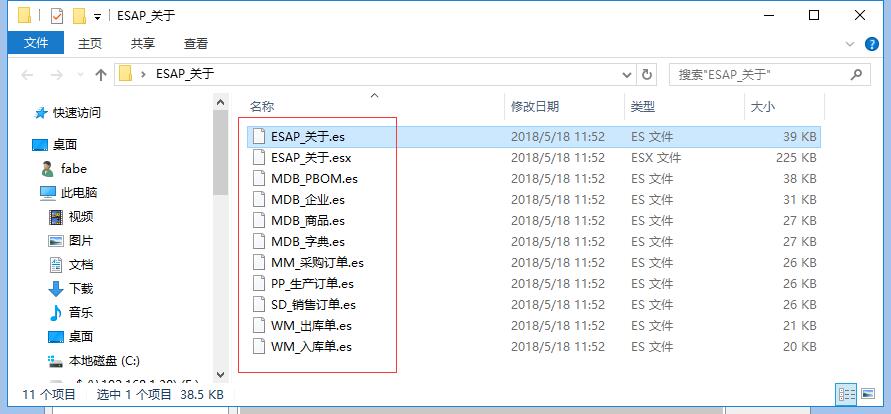 ESAP_关于
文件 主页 共享 查看
ESAP_关于 搜索"ESAP_关于"
名称 修改日期 类型 大小
快速访问
桌面
fabe
此电脑
视频
图片
文档
下载
音乐
桌面
本地磁盘 (C:)
ESAP_关于.es 2018/5/18 11:52 ES 文件 39 KB
ESAP_关于.esx 2018/5/18 11:52 ESX 文件 225 KB
MDB_PBOM.es 2018/5/18 11:52 ES 文件 38 KB
MDB_企业.es 2018/5/18 11:52 ES 文件 31 KB
MDB_商品.es 2018/5/18 11:52 ES 文件 27 KB
MDB_字典.es 2018/5/18 11:52 ES 文件 27 KB
MM_采购订单.es 2018/5/18 11:52 ES 文件 26 KB
PP_生产订单.es 2018/5/18 11:52 ES 文件 26 KB
SD_销售订单.es 2018/5/18 11:52 ES 文件 26 KB
WM_出库单.es 2018/5/18 11:52 ES 文件 21 KB
WM_入库单.es 2018/5/18 11:52 ES 文件 20 KB
11 个项目 选中 1 个项目 38.5 KB